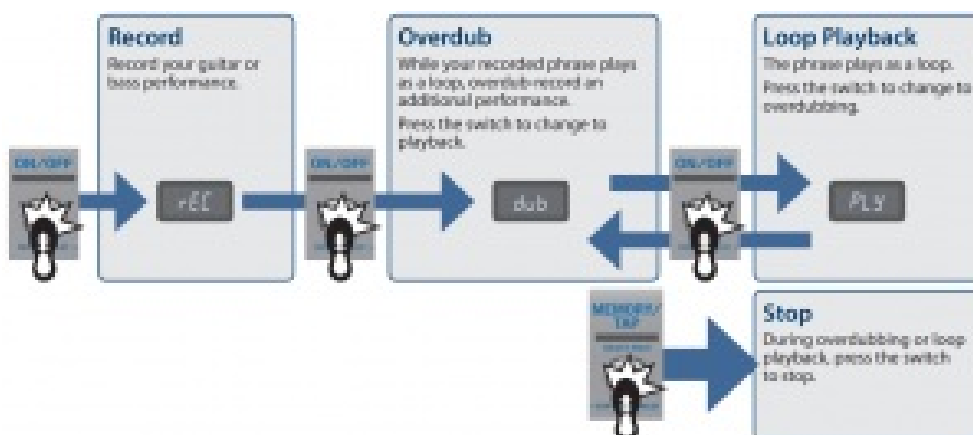 Record
Record your guitar or
bass performance.
Overdub
While your recorded phrase plays
as a loop, overdub-record an
additional performance.
Press the switch to change to
playback.
Loop Playback
The phrase plays as a loop.
Press the switch to change to
overdubbing.
ON/OFF
rEC
ON/OFF
dub
ON/OFF
PLY
MEMORY/
TAP
Stop
During overdubbing or loop
playback, press the switch
to stop.